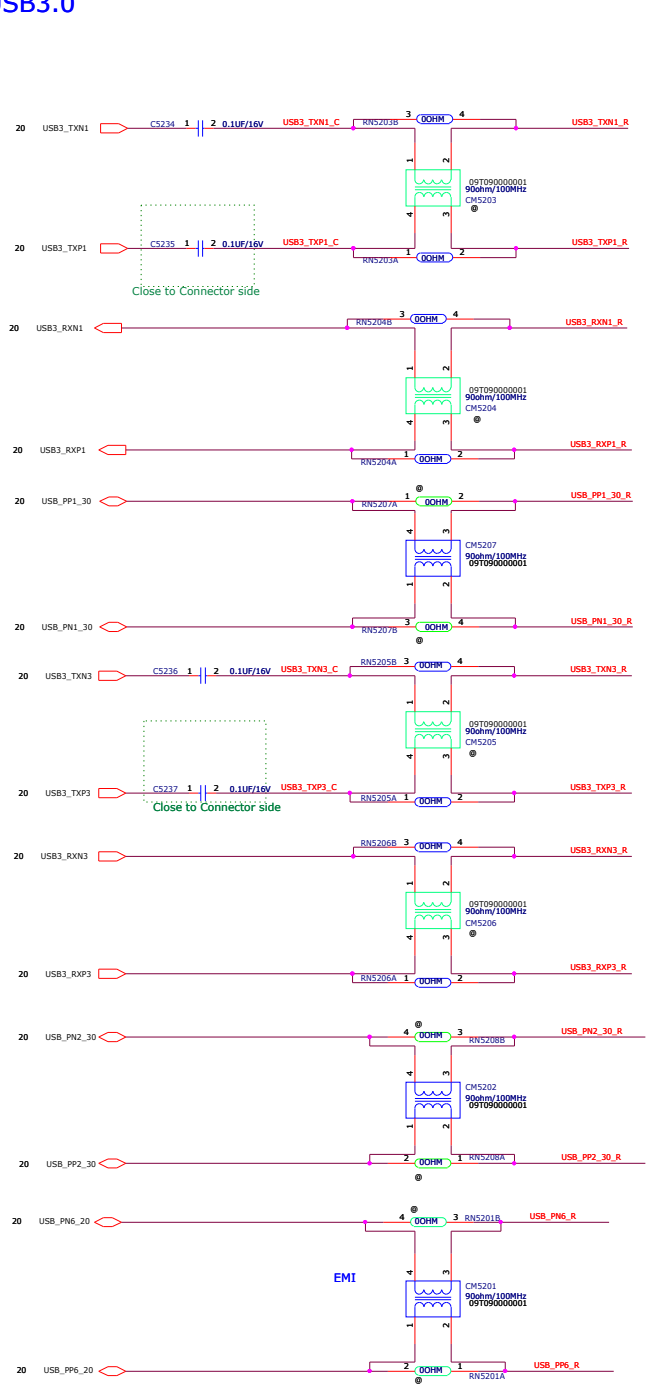 USB3.0
3 4
20 USB3_TXN1 C5234 1 2 0.1UF/16V USB3_TXN1_C RN5203B 0OHM USB3_TXN1_R
1 2
09T090000001
90ohm/100MHz
CM5203
@
4 3
20 USB3_TXP1 C5235 1 2 0.1UF/16V USB3_TXP1_C USB3_TXP1_R
RN5203A 1 0OHM 2
Close to Connector side
3 0OHM 4
20 USB3_RXN1 RN5204B USB3_RXN1_R
1 2
09T090000001
90ohm/100MHz
CM5204
@
4 3
20 USB3_RXP1 USB3_RXP1_R
RN5204A 1 0OHM 2
@
20 USB_PP1_30 1 0OHM 2 USB_PP1_30_R
RN5207A
4 3
CM5207
90ohm/100MHz
09T090000001
1 2
20 USB_PN1_30 3 0OHM 4 USB_PN1_30_R
RN5207B
@
RN5205B 3 0OHM 4
20 USB3_TXN3 C5236 1 2 0.1UF/16V USB3_TXN3_C USB3_TXN3_R
1 2
09T090000001
90ohm/100MHz
CM5205
@
4 3
20 USB3_TXP3 C5237 1 2 0.1UF/16V USB3_TXP3_C USB3_TXP3_R
RN5205A 1 0OHM 2
Close to Connector side
RN5206B 3 0OHM 4
20 USB3_RXN3 USB3_RXN3_R
1 2
09T090000001
90ohm/100MHz
CM5206
@
4 3
20 USB3_RXP3 USB3_RXP3_R
RN5206A 1 0OHM 2
@
20 USB_PN2_30 4 0OHM 3 USB_PN2_30_R
RN5208B
4 3
CM5202
90ohm/100MHz
09T090000001
1 2
20 USB_PP2_30 2 0OHM 1 RN5208A USB_PP2_30_R
@
@
20 USB_PN6_20 4 0OHM 3 RN5201B USB_PN6_R
4 3
EMI
CM5201
90ohm/100MHz
09T090000001
1 2
20 USB_PP6_20 2 0OHM 1 USB_PP6_R
RN5201A
@